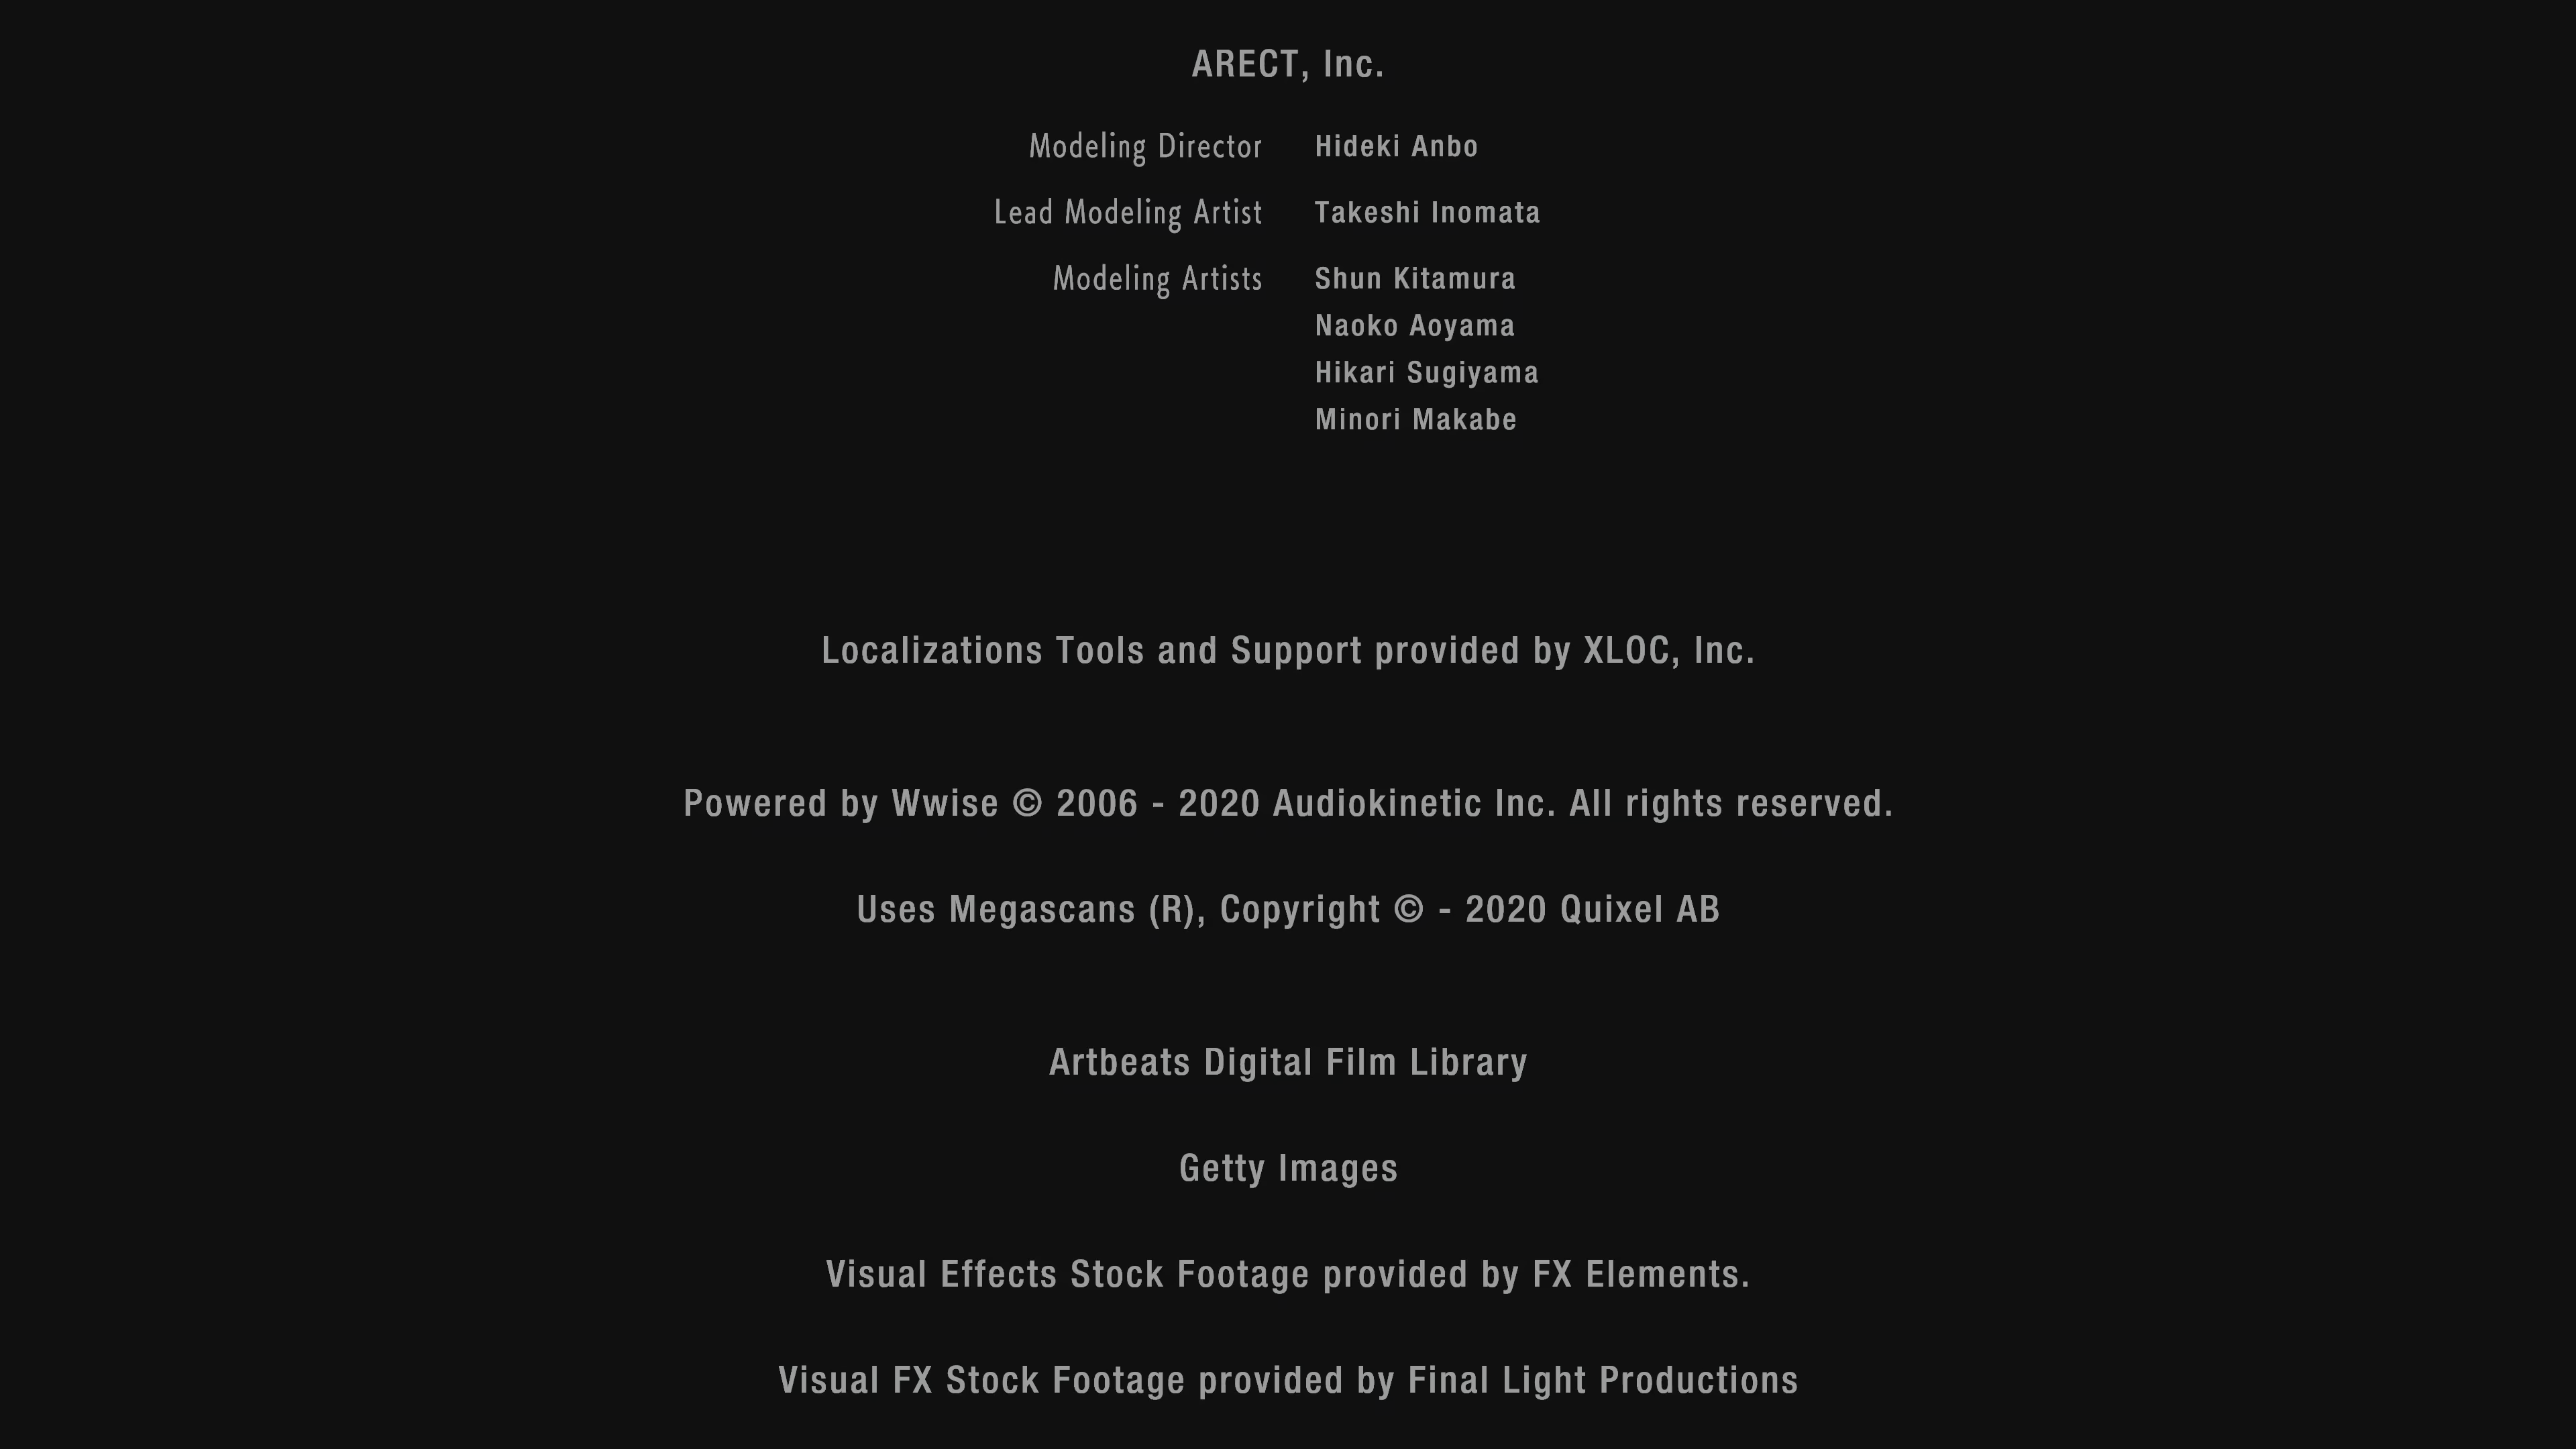 ARECT, Inc.
Modeling Director Hideki Anbo
Lead Modeling Artist Takeshi Inomata
Modeling Artists Shun Kitamura
Naoko Aoyama
Hikari Sugiyama
Minori Makabe
Localizations Tools and Support provided by XLOC, Inc.
Powered by Wwise © 2006 - 2020 Audiokinetic Inc. All rights reserved.
Uses Megascans (R), Copyright © - 2020 Quixel AB
Artbeats Digital Film Library
Getty Images
Visual Effects Stock Footage provided by FX Elements.
Visual FX Stock Footage provided by Final Light Productions